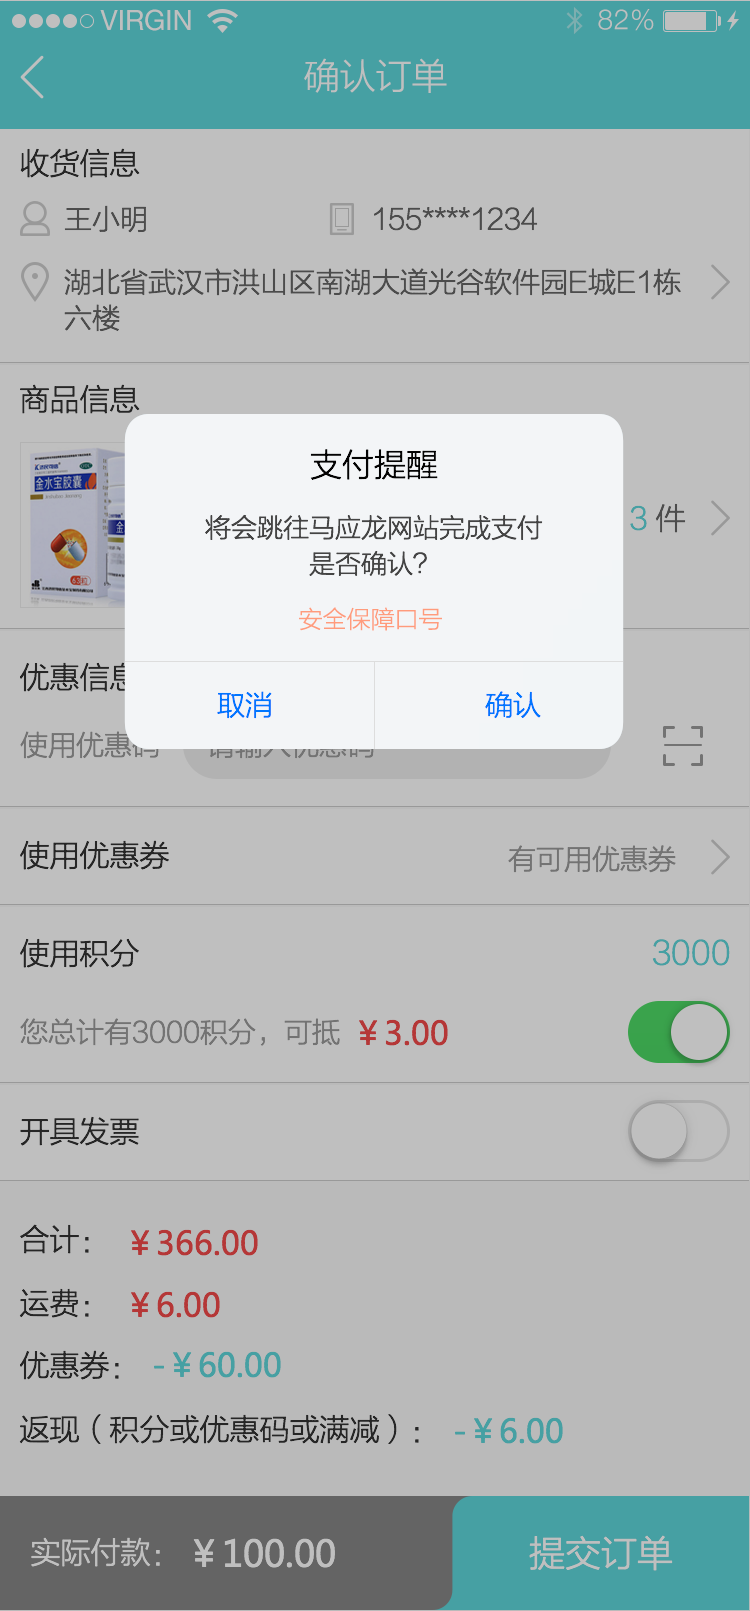 VIRGIN 82%
确认订单
收货信息
王小明 155****1234
湖北省武汉市洪山区南湖大道光谷软件园E城E1栋
六楼
商品信息
金水宝胶囊
3 件
支付提醒
将会跳往马应龙网站完成支付
是否确认?
安全保障口号
取消 确认
优惠信息
使用优惠码 请输入优惠码
使用优惠券 有可用优惠券
使用积分 3000
您总计有3000积分，可抵 ¥3.00
开具发票
合计： ¥366.00
运费： ¥6.00
优惠券： -¥60.00
返现（积分或优惠码或满减）： -¥6.00
实际付款： ¥100.00 提交订单